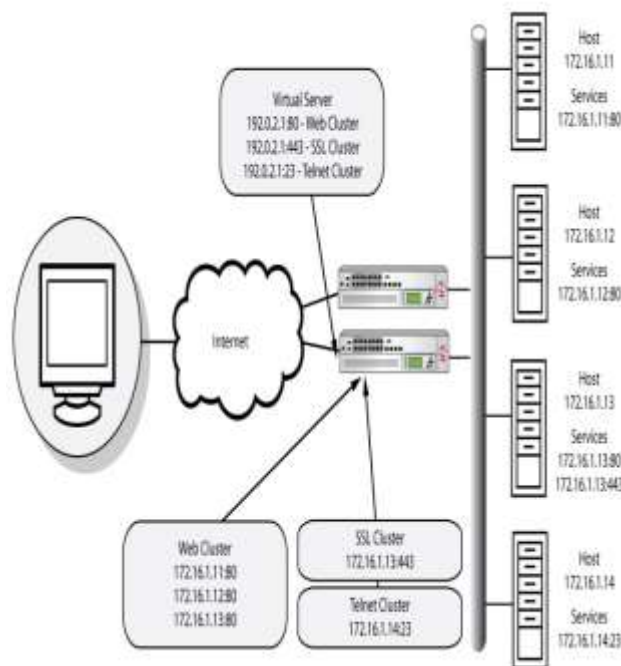 Virtual Server
192.0.2.1:80 - Web Cluster
192.0.2.1:443 - SSL Cluster
192.0.2.1:23 - Telnet Cluster
Internet
Web Cluster
172.16.1.11:80
172.16.1.12:80
172.16.1.13:80
SSL Cluster
172.16.1.13:443
Telnet Cluster
172.16.1.14:23
Host
172.16.1.11
Services
172.16.1.11:80
Host
172.16.1.12
Services
172.16.1.12:80
Host
172.16.1.13
Services
172.16.1.13:80
172.16.1.13:443
Host
172.16.1.14
Services
172.16.1.14:23